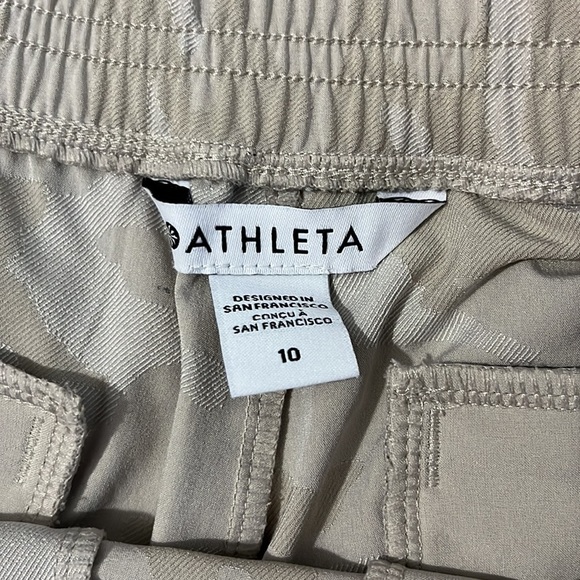 ATHLETA
DESIGNED IN
SAN FRANCISCO
CONÇU À
SAN FRANCISCO
10